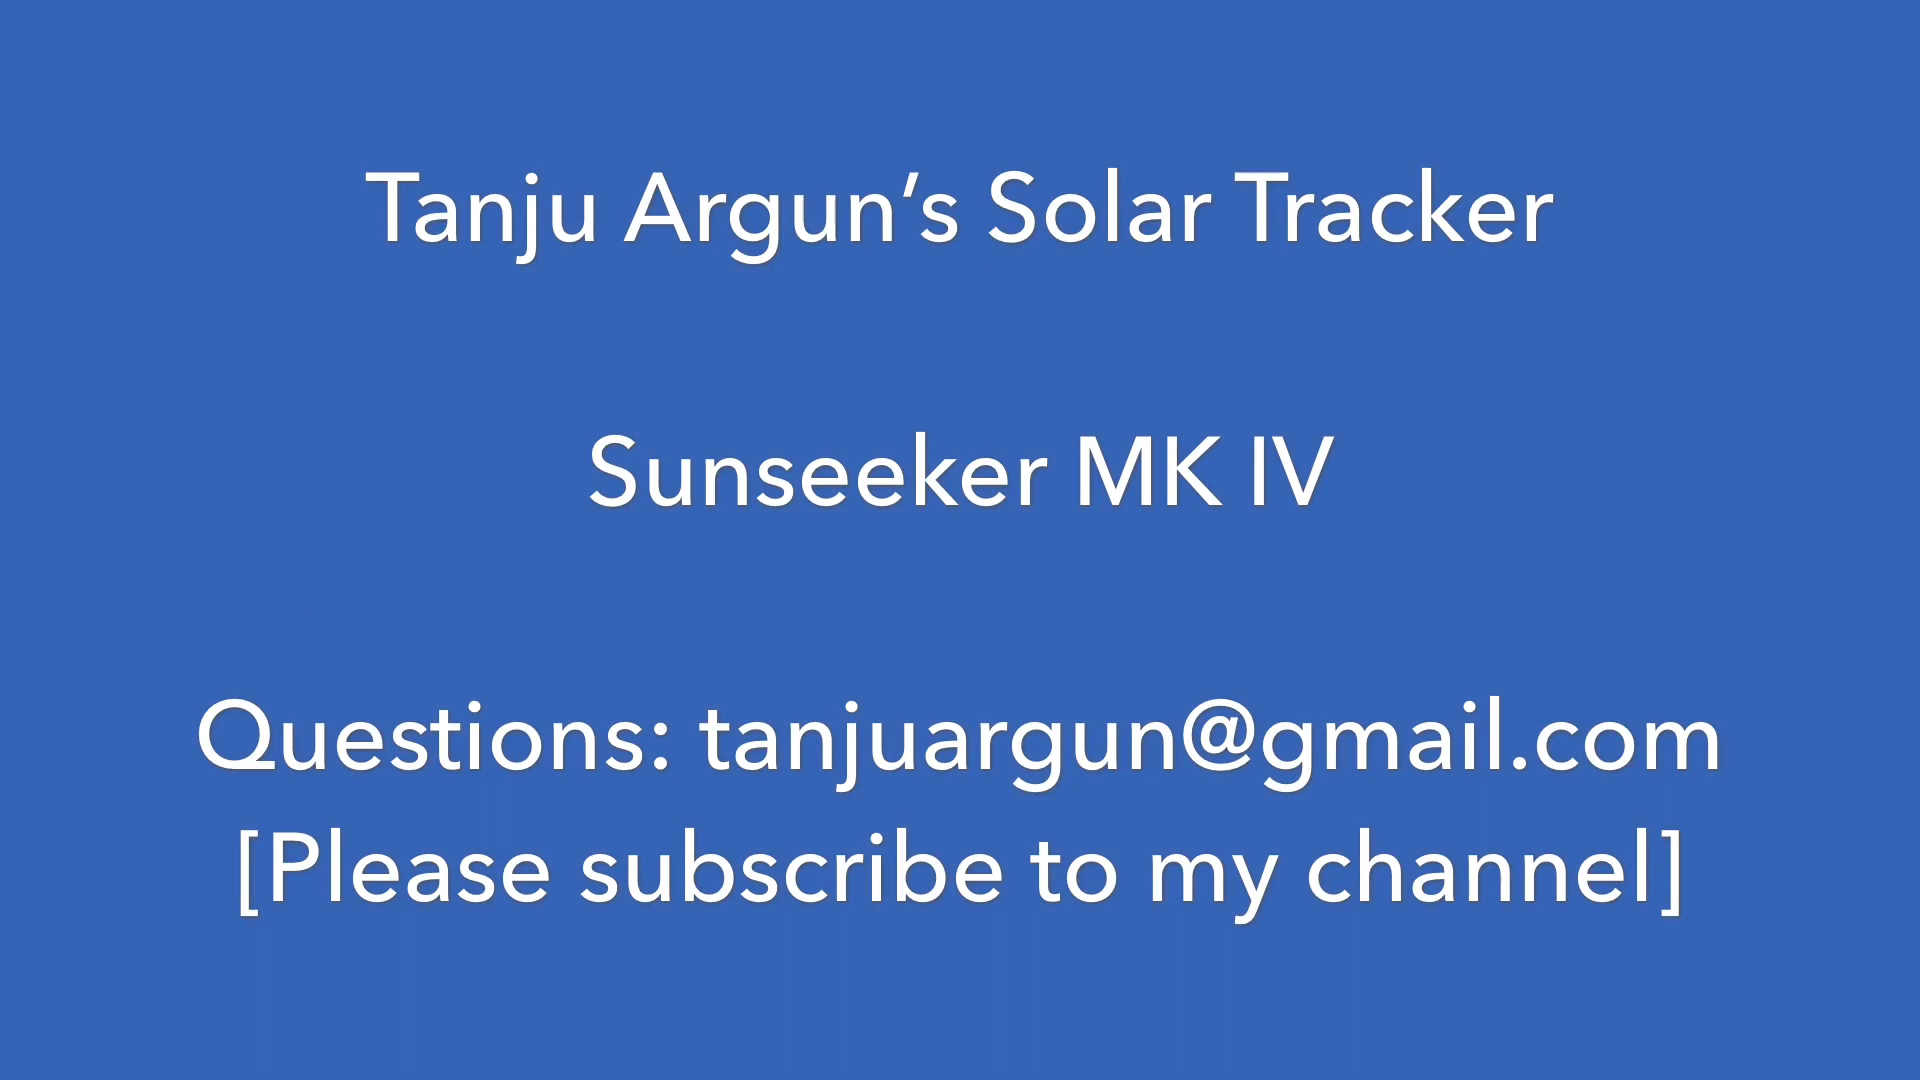 Tanju Argun’s Solar Tracker
Sunseeker MK IV
Questions: tanjuargun@gmail.com
[Please subscribe to my channel]